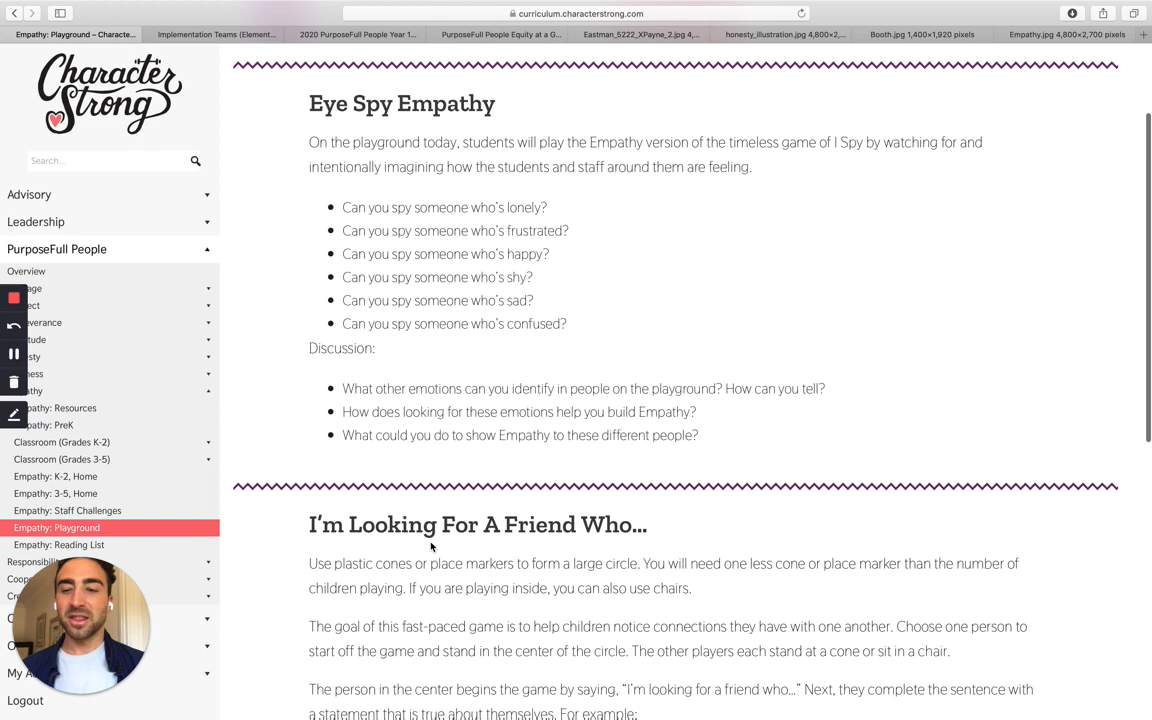 curriculum.characterstrong.com
Empathy: Playground – Characte...
Implementation Teams (Element...
2020 PurposeFull People Year 1...
PurposeFull People Equity at a G...
Eastman_5222_XPayne_2.jpg 4,...
honesty_illustration.jpg 4,800×2,...
Booth.jpg 1,400×1,920 pixels
Empathy.jpg 4,800×2,700 pixels
Character
Strong
Search...
Advisory
Leadership
PurposeFull People
Overview
age
ect
everance
itude
sty
ness
athy
pathy: Resources
pathy: PreK
Classroom (Grades K-2)
Classroom (Grades 3-5)
Empathy: K-2, Home
Empathy: 3-5, Home
Empathy: Staff Challenges
Empathy: Playground
Empathy: Reading List
Responsibili
Coop
Cr
My A
Logout
Eye Spy Empathy
On the playground today, students will play the Empathy version of the timeless game of I Spy by watching for and
intentionally imagining how the students and staff around them are feeling.
Can you spy someone who's lonely?
Can you spy someone who's frustrated?
Can you spy someone who's happy?
Can you spy someone who's shy?
Can you spy someone who's sad?
Can you spy someone who's confused?
Discussion:
What other emotions can you identify in people on the playground? How can you tell?
How does looking for these emotions help you build Empathy?
What could you do to show Empathy to these different people?
I'm Looking For A Friend Who...
Use plastic cones or place markers to form a large circle. You will need one less cone or place marker than the number of
children playing. If you are playing inside, you can also use chairs.
The goal of this fast-paced game is to help children notice connections they have with one another. Choose one person to
start off the game and stand in the center of the circle. The other players each stand at a cone or sit in a chair.
The person in the center begins the game by saying, "I'm looking for a friend who..." Next, they complete the sentence with
a statement that is true about themselves. For example: